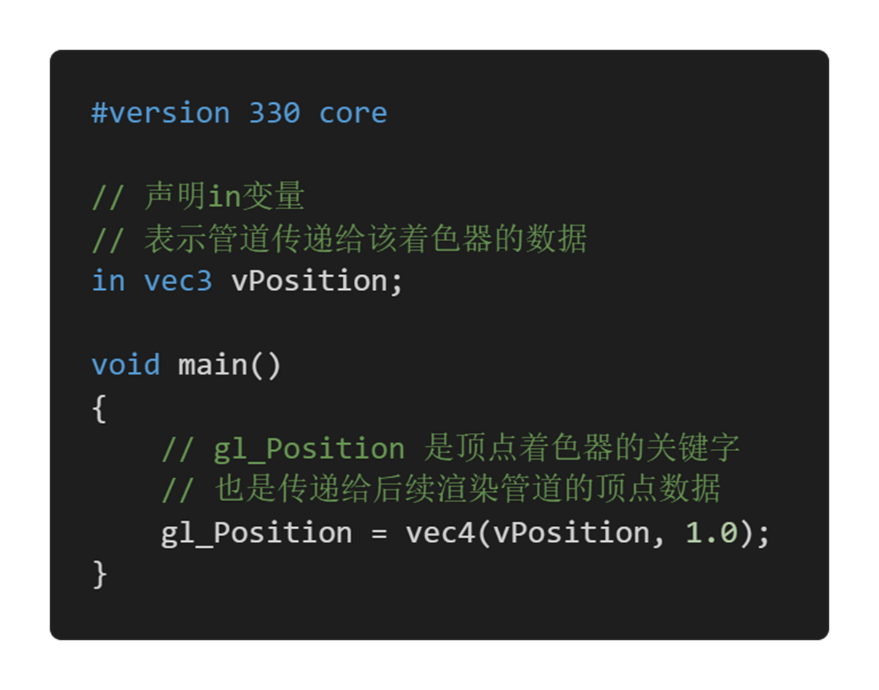 #version 330 core
// 声明in变量
// 表示管道传递给该着色器的数据
in vec3 vPosition;
void main()
{
// gl_Position 是顶点着色器的关键字
// 也是传递给后续渲染管道的顶点数据
gl_Position = vec4(vPosition, 1.0);
}